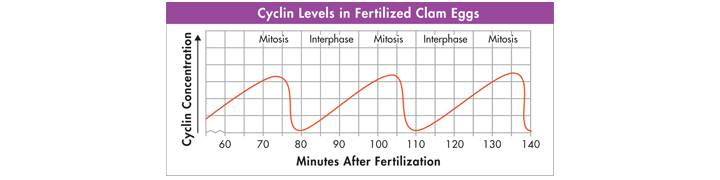 Cyclin Levels in Fertilized Clam Eggs
Mitosis Interphase Mitosis Interphase Mitosis
Cyclin Concentration
60 70 80 90 100 110 120 130 140
Minutes After Fertilization